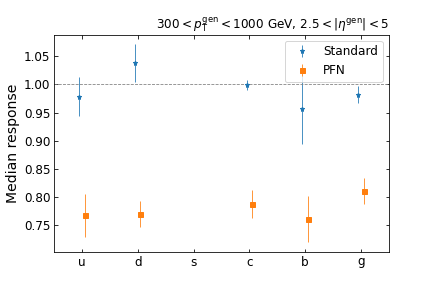 300 < p_T^gen < 1000 GeV, 2.5 < |η^gen| < 5
Standard
PFN
Median response
1.05
1.00
0.95
0.90
0.85
0.80
0.75
u d s c b g